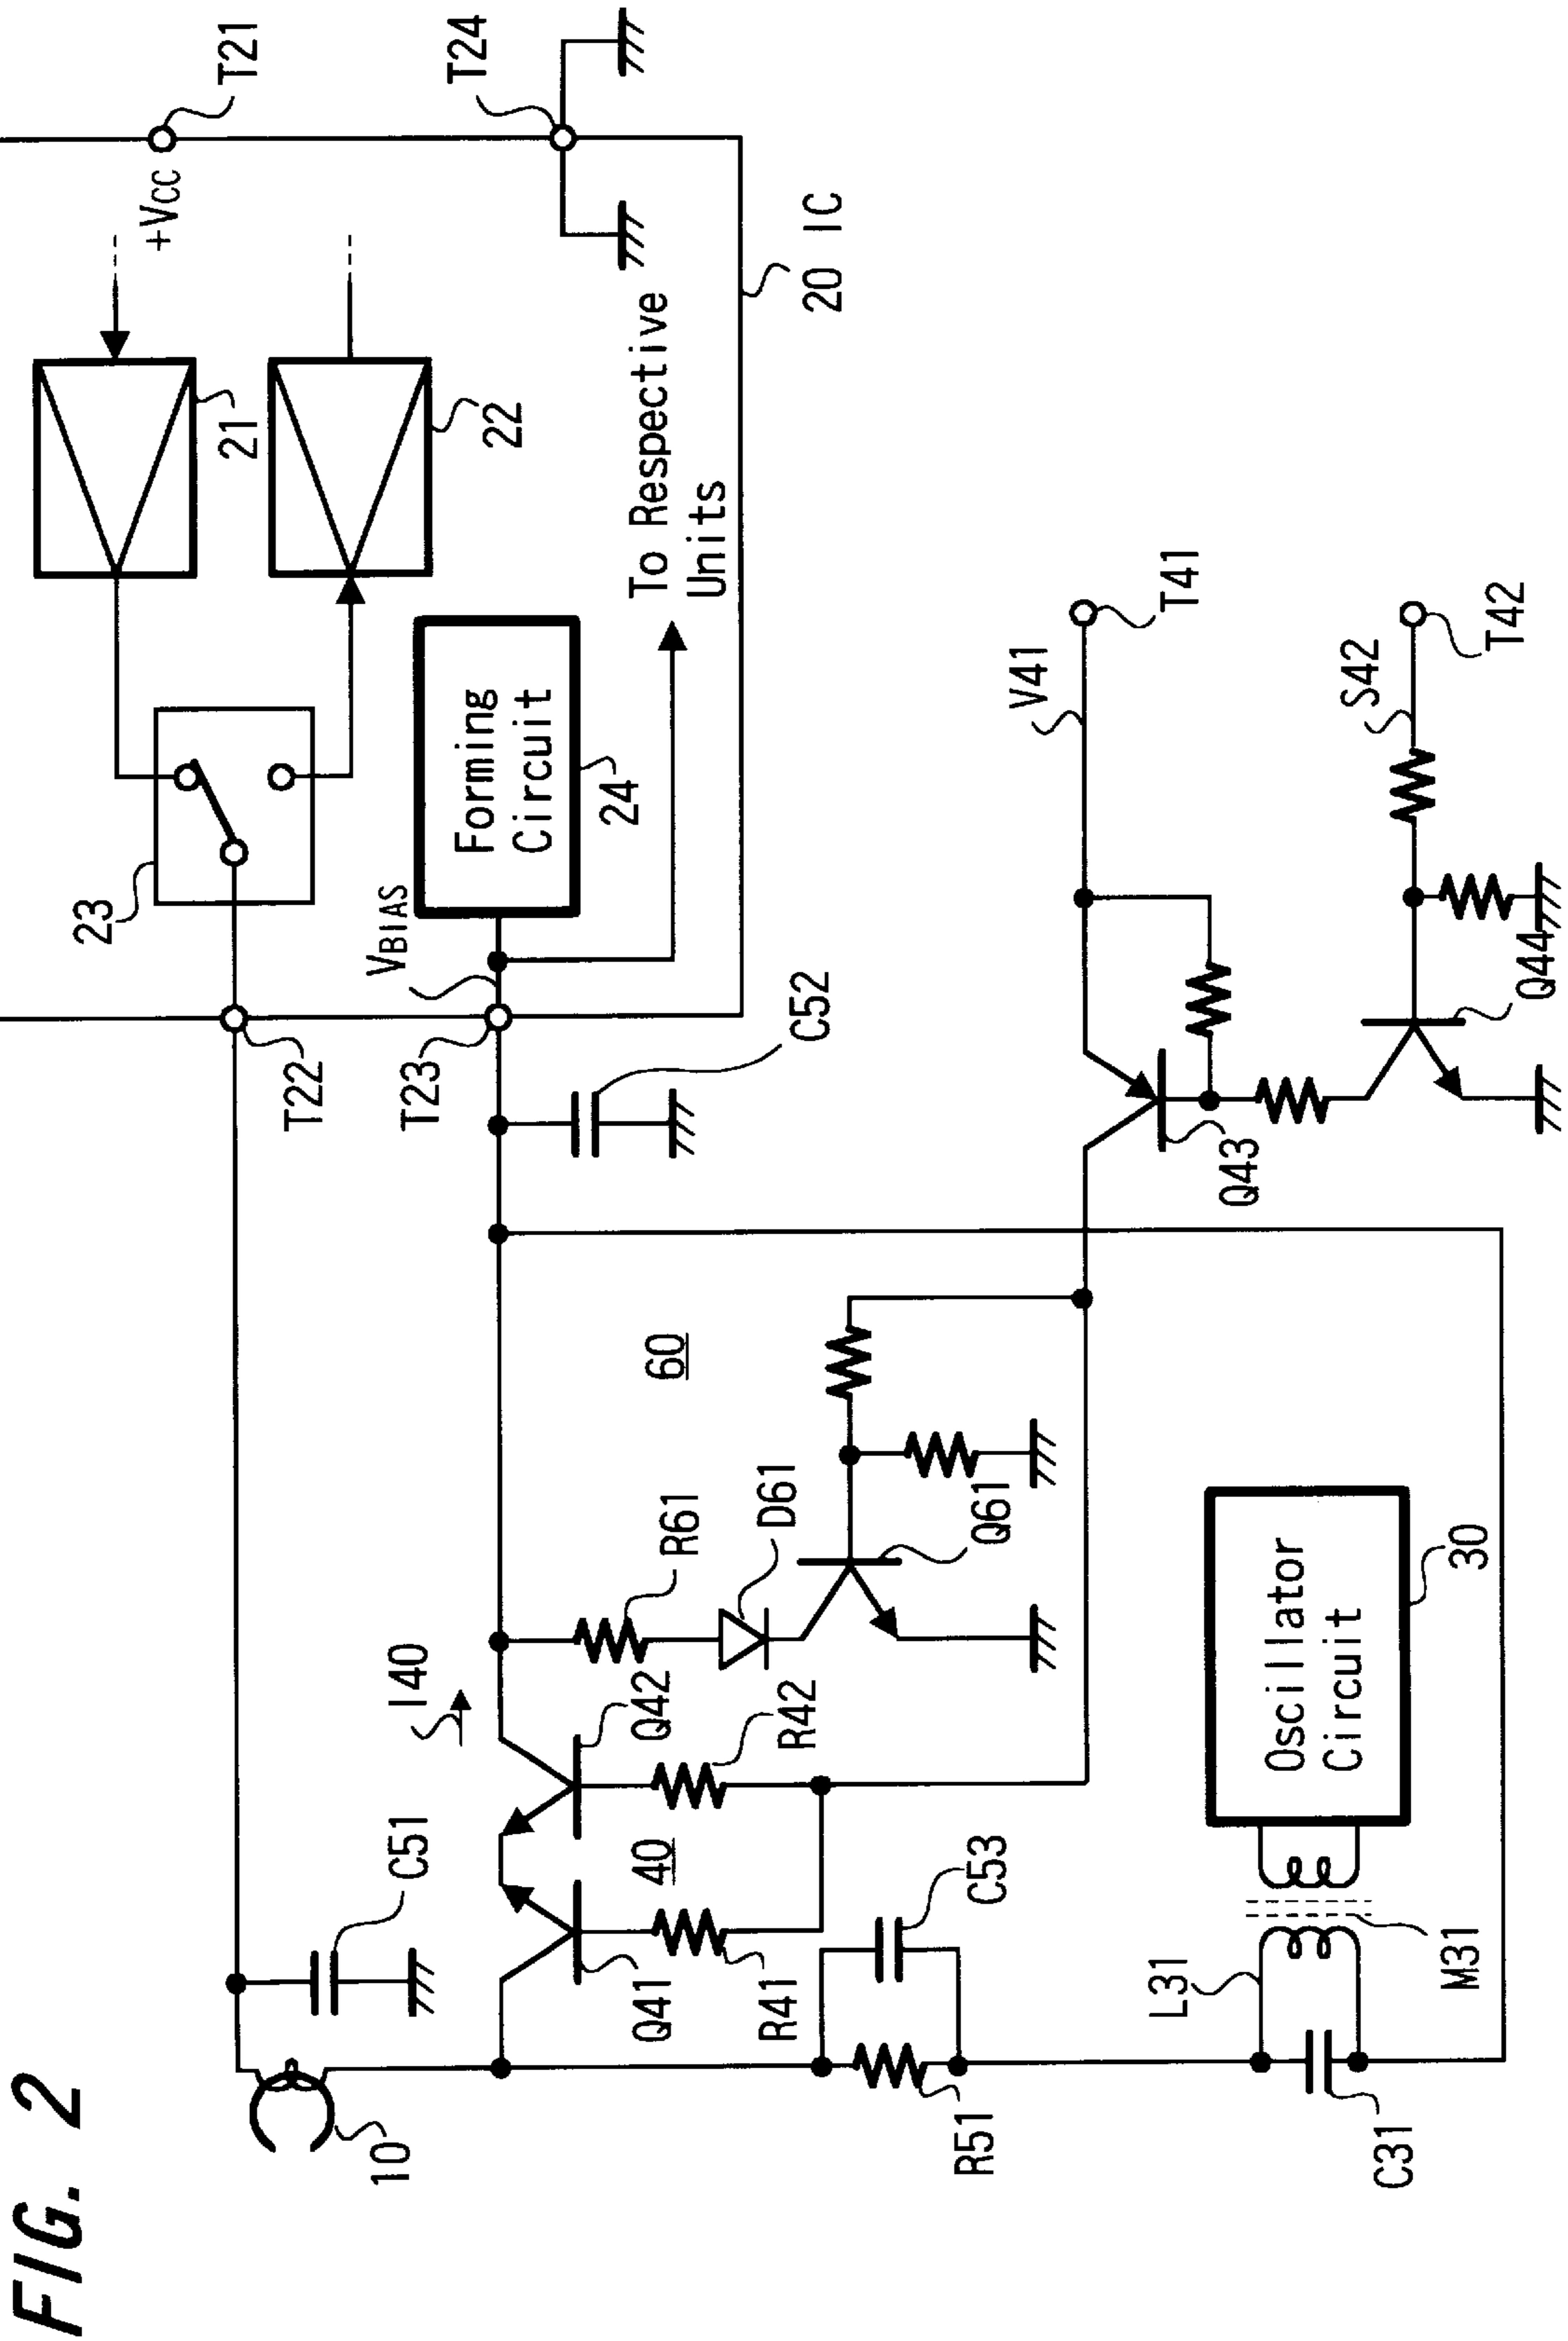 FIG. 2
23
21
+VCC
T21
22
T22
VBIAS
Forming
Circuit
24
To Respective
Units
T24
20 IC
T23
C52
10
C51
I40
Q41
40
Q42
R61
60
D61
R41
R42
Q61
V41
T41
Q43
R51
C53
L31
Oscillator
Circuit
30
S42
T42
C31
M31
Q44